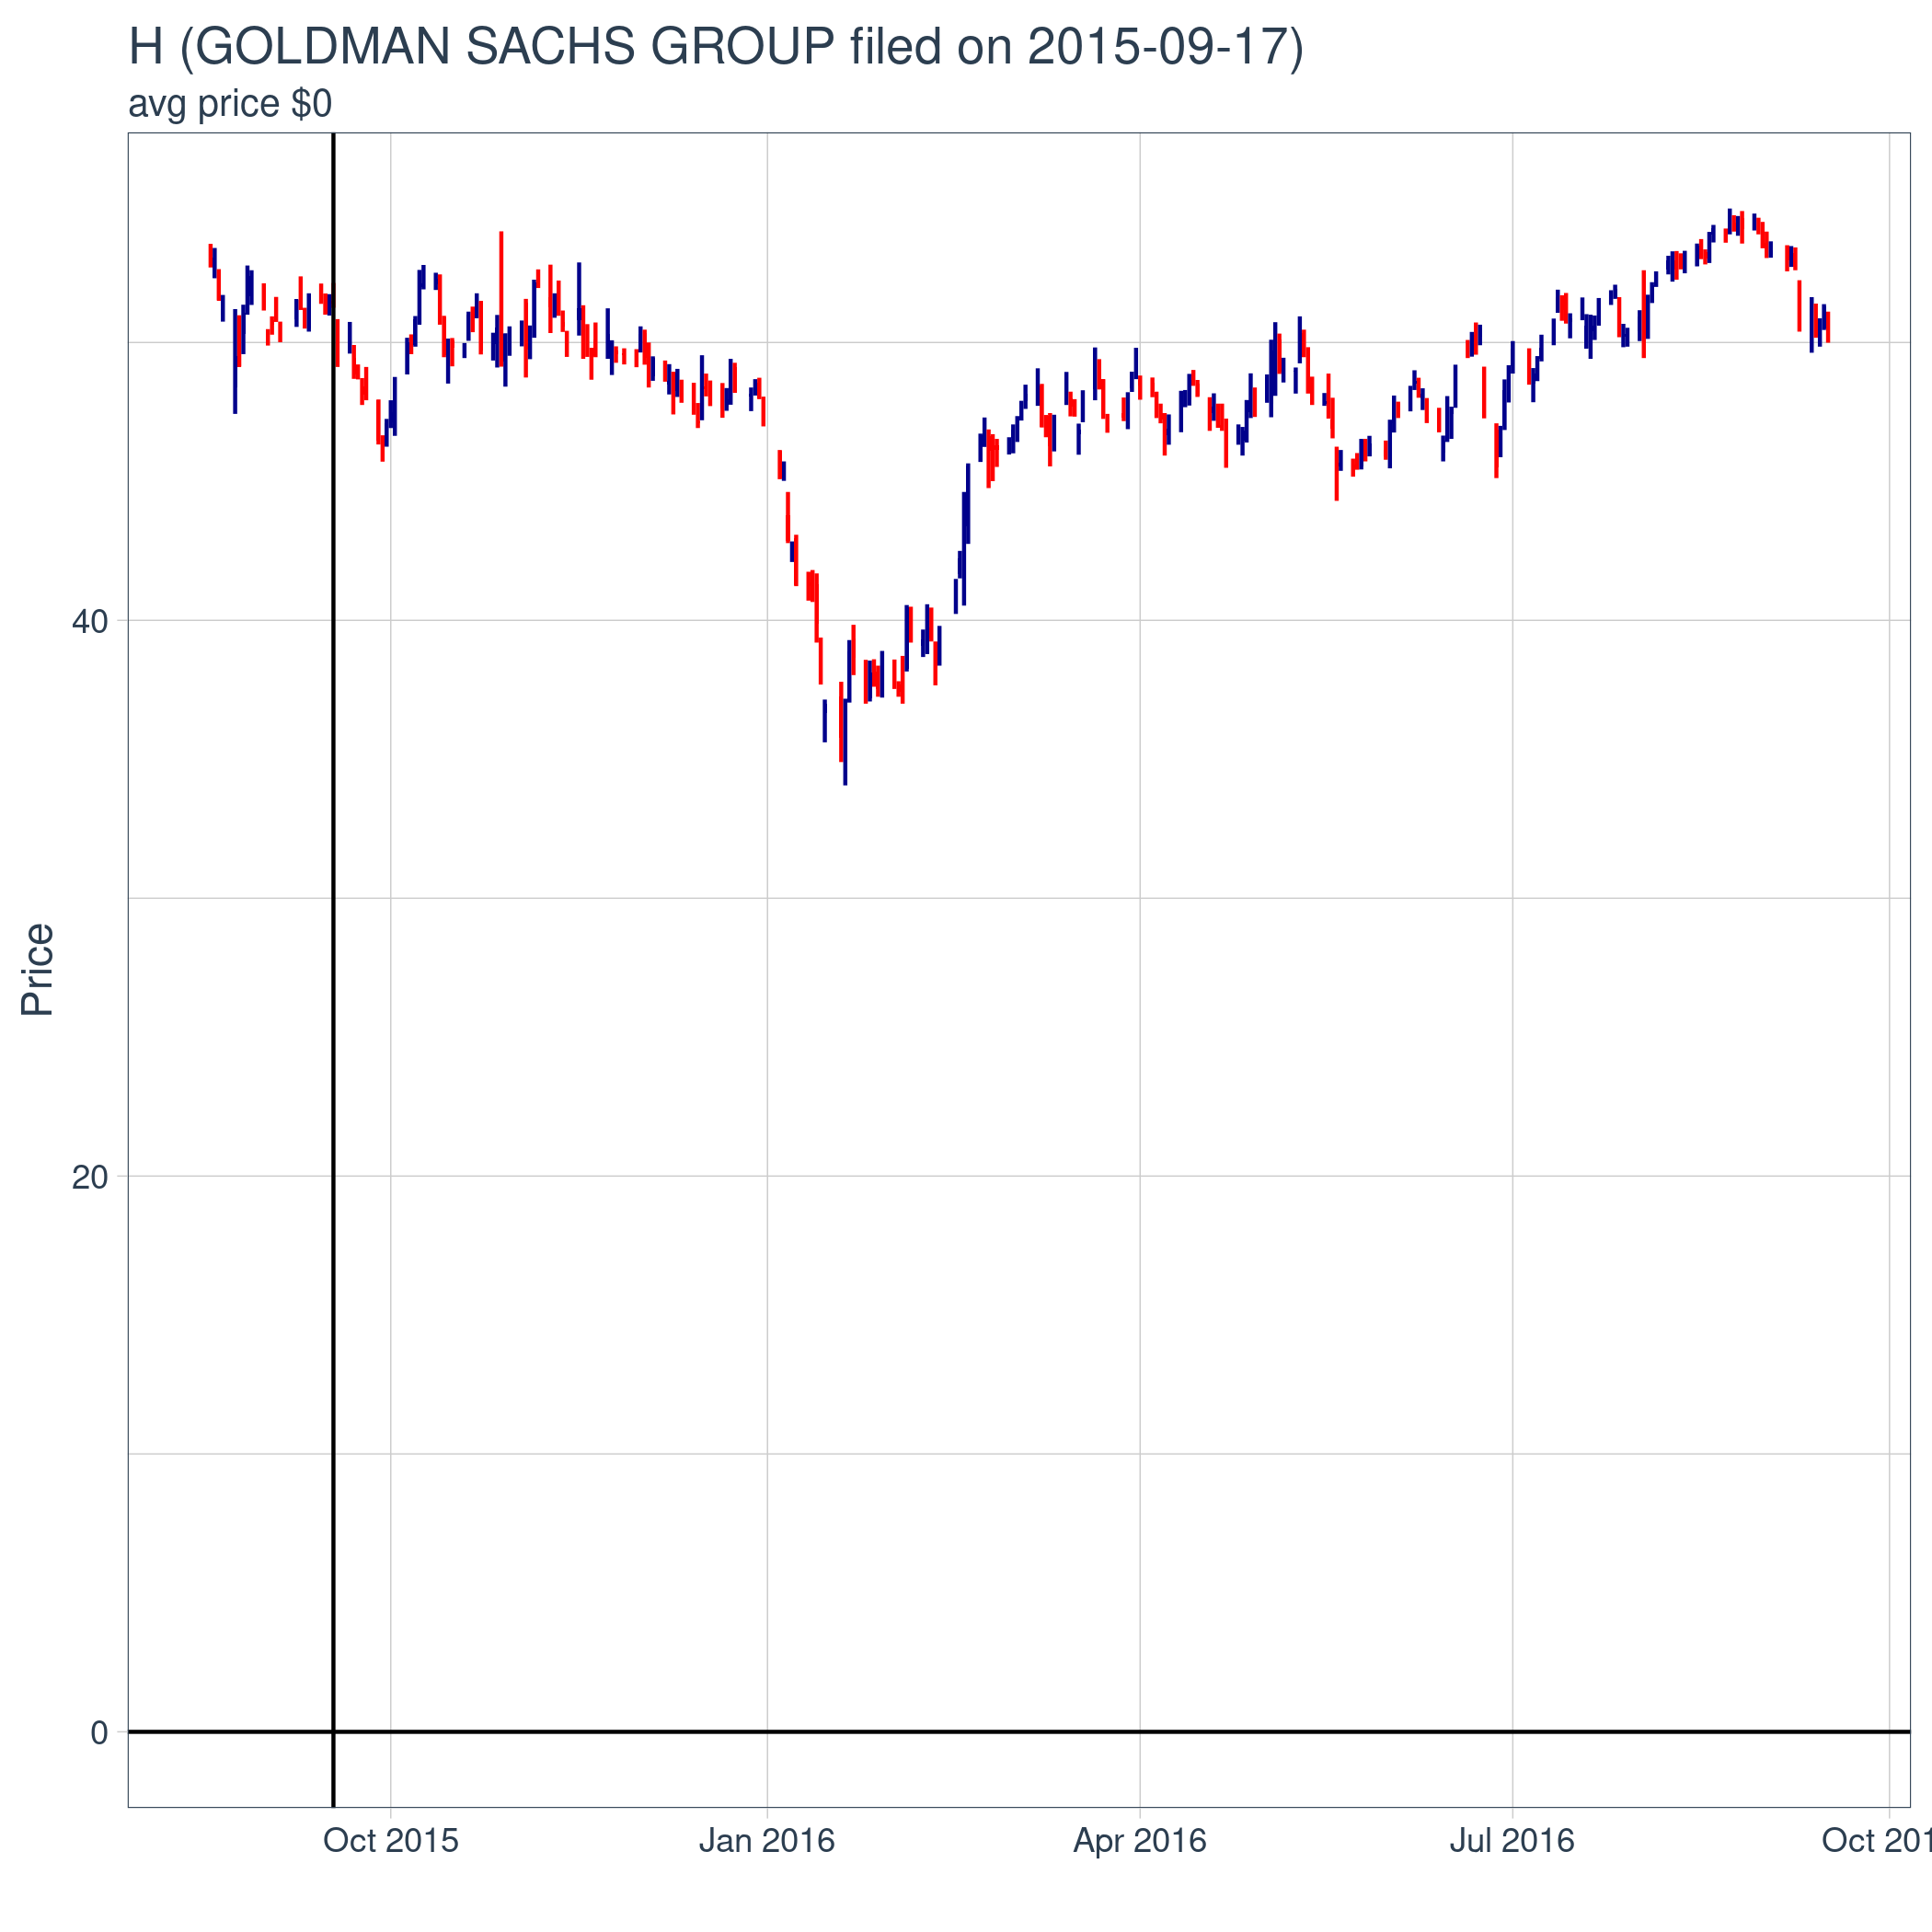 H (GOLDMAN SACHS GROUP filed on 2015-09-17)
avg price $0
Price
40
20
0
Oct 2015 Jan 2016 Apr 2016 Jul 2016 Oct 201